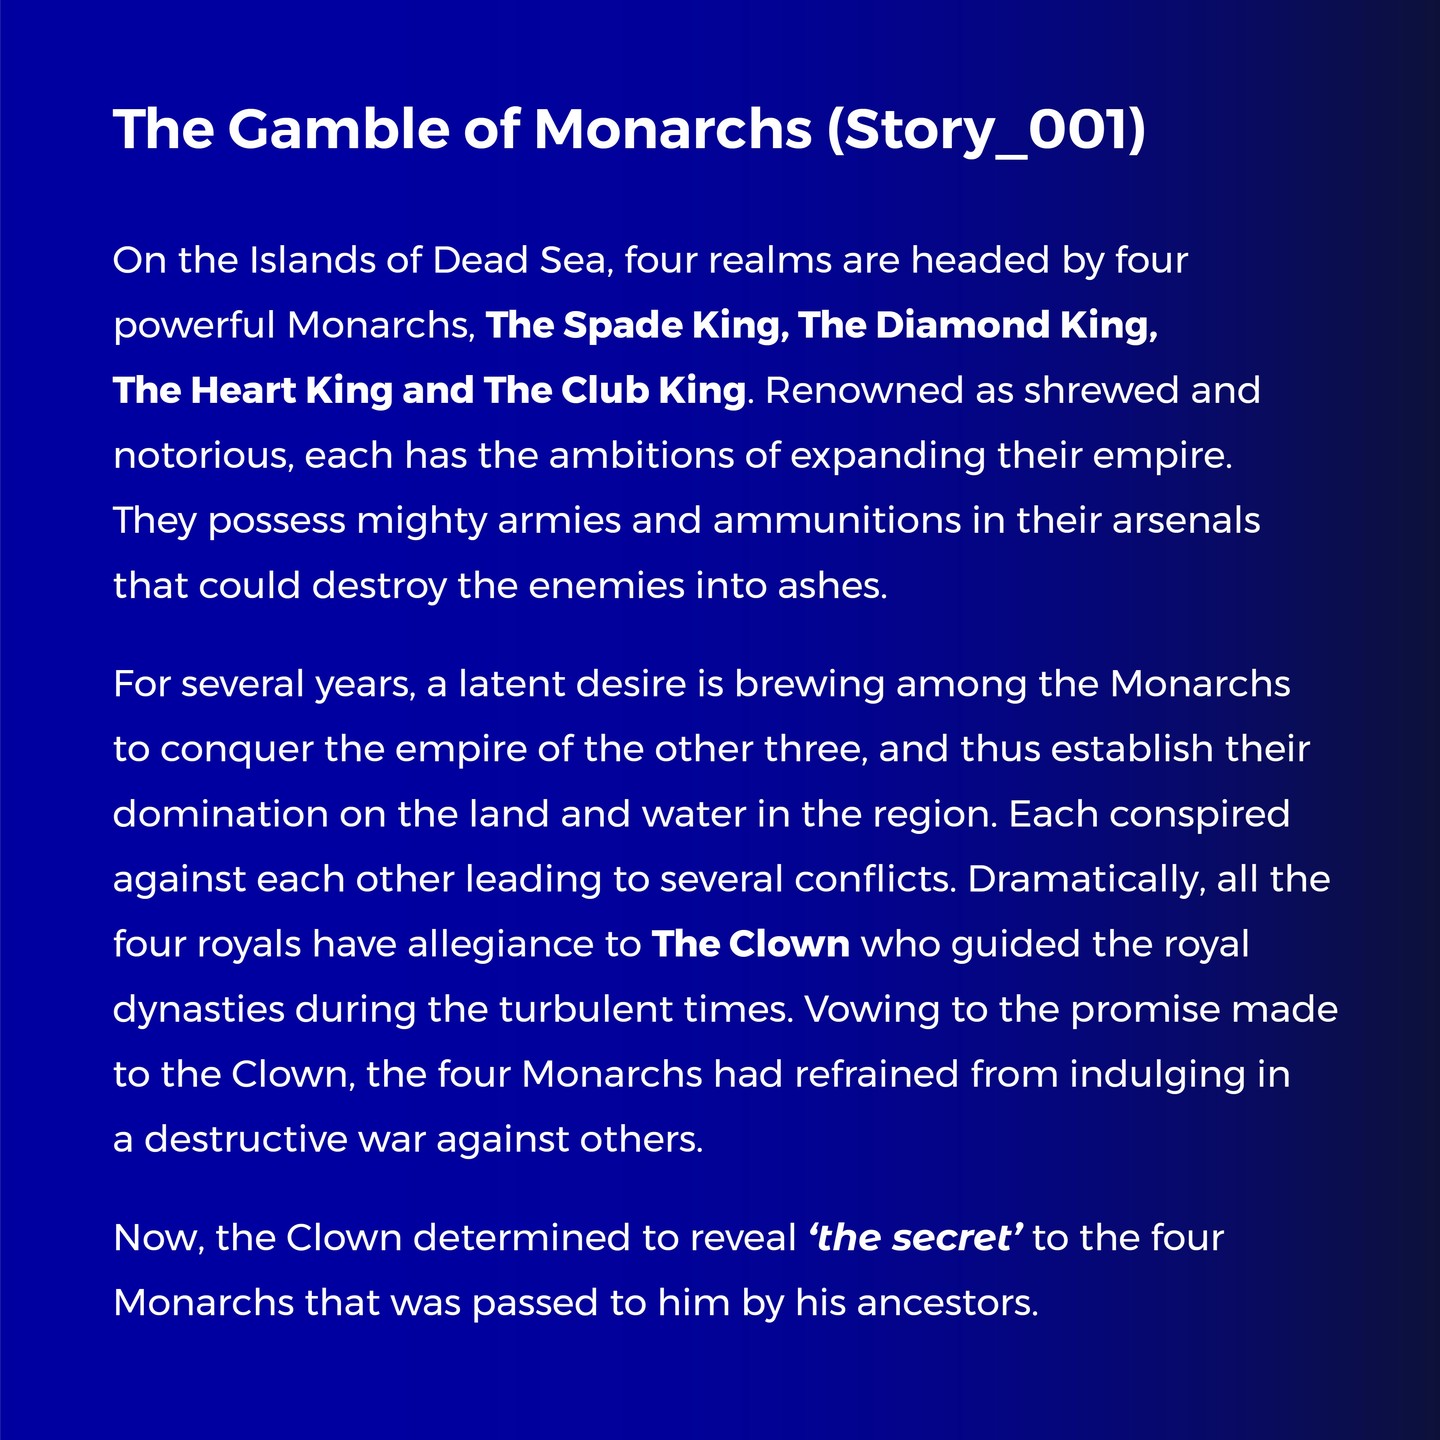 The Gamble of Monarchs (Story_001)
On the Islands of Dead Sea, four realms are headed by four
powerful Monarchs, The Spade King, The Diamond King,
The Heart King and The Club King. Renowned as shrewed and
notorious, each has the ambitions of expanding their empire.
They possess mighty armies and ammunitions in their arsenals
that could destroy the enemies into ashes.
For several years, a latent desire is brewing among the Monarchs
to conquer the empire of the other three, and thus establish their
domination on the land and water in the region. Each conspired
against each other leading to several conflicts. Dramatically, all the
four royals have allegiance to The Clown who guided the royal
dynasties during the turbulent times. Vowing to the promise made
to the Clown, the four Monarchs had refrained from indulging in
a destructive war against others.
Now, the Clown determined to reveal ‘the secret’ to the four
Monarchs that was passed to him by his ancestors.